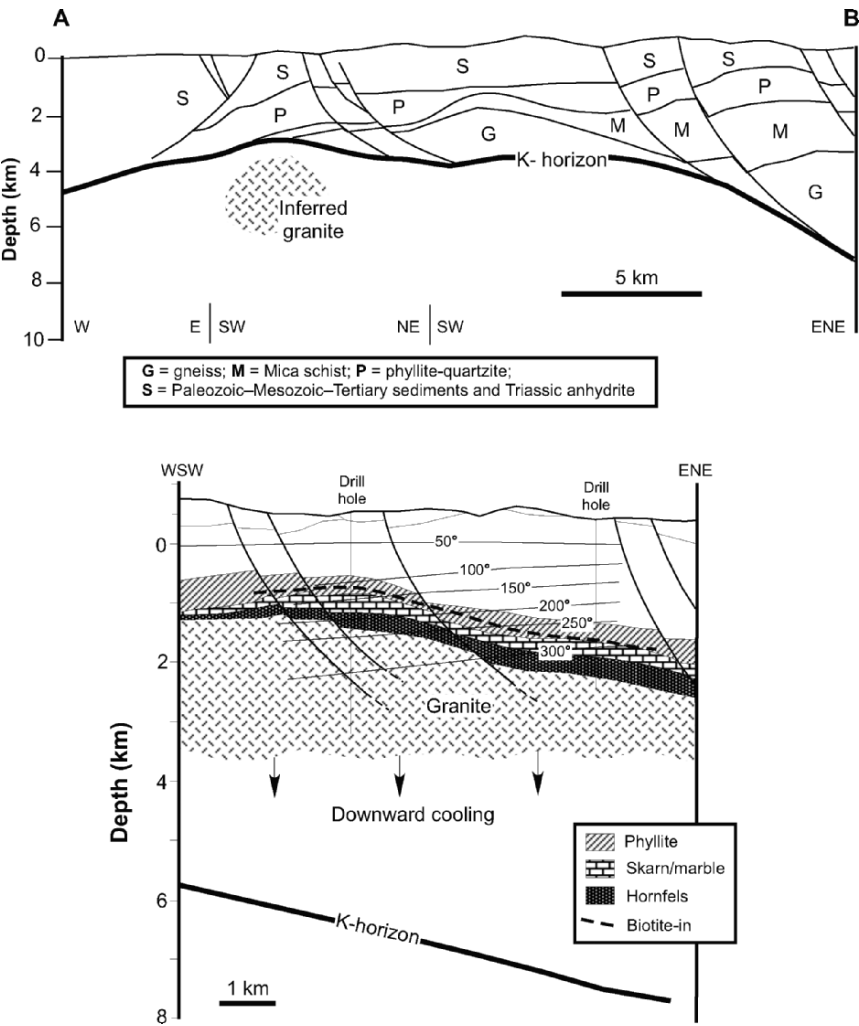 A
B
0
2
4
6
8
10
Depth (km)
S
S
P
S
P
G
M
S
P
M
S
P
M
G
K- horizon
Inferred
granite
5 km
W
E
SW
NE
SW
ENE
G = gneiss; M = Mica schist; P = phyllite-quartzite;
S = Paleozoic–Mesozoic–Tertiary sediments and Triassic anhydrite
WSW
ENE
Drill
hole
Drill
hole
0
2
4
6
8
Depth (km)
50°
100°
150°
200°
250°
300°
Granite
Downward cooling
Phyllite
Skarn/marble
Hornfels
Biotite-in
K-horizon
1 km